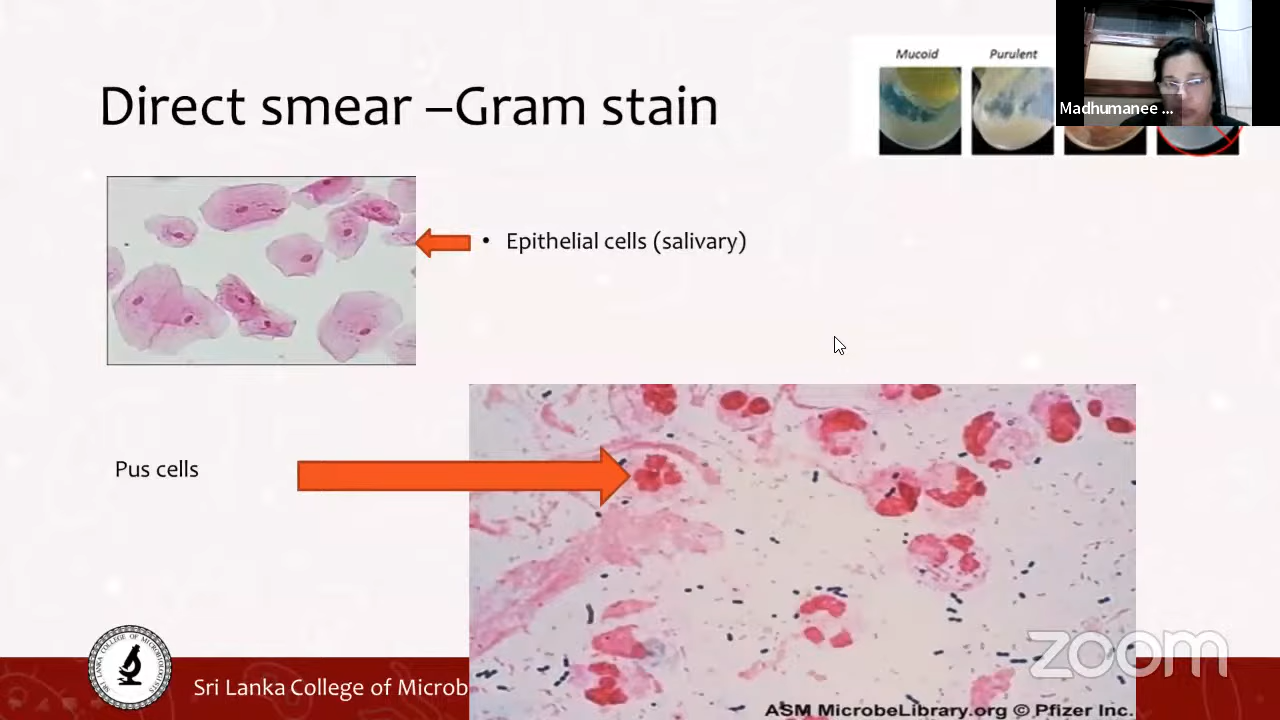 Direct smear –Gram stain
Mucoid Purulent
Madhumanee ...
• Epithelial cells (salivary)
Pus cells
zoom
Sri Lanka College of Microb
ASM MicrobeLibrary.org © Pfizer Inc.